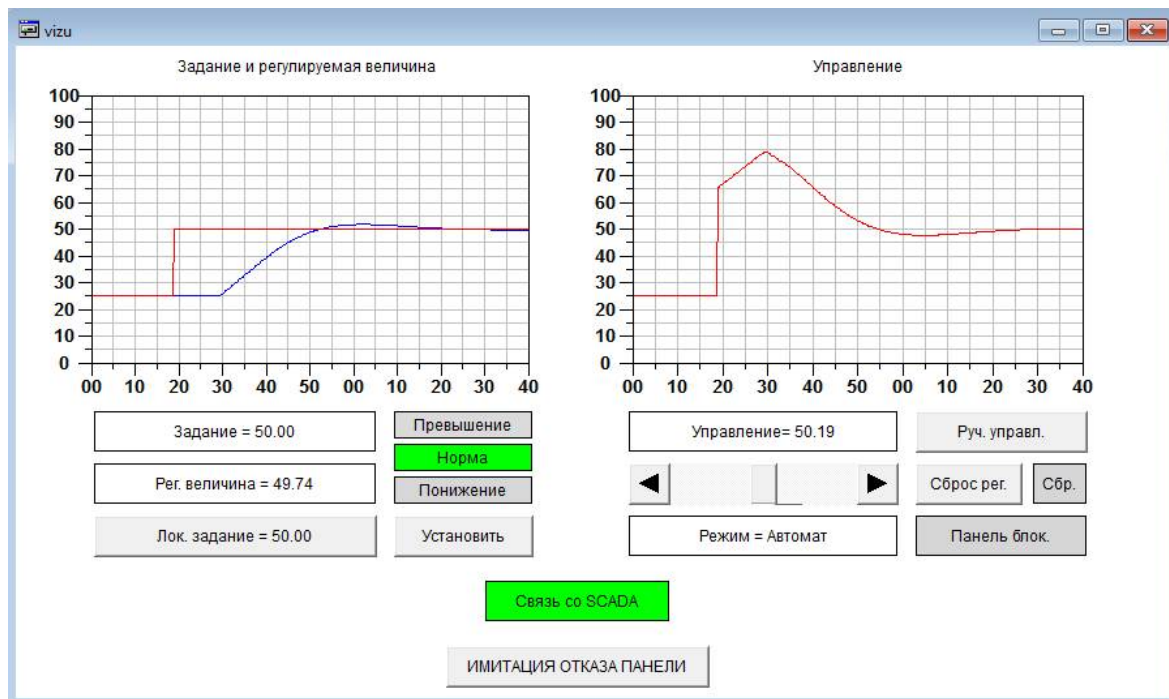 vizu
Задание и регулируемая величина
100
90
80
70
60
50
40
30
20
10
0
00 10 20 30 40 50 00 10 20 30 40
Управление
100
90
80
70
60
50
40
30
20
10
0
00 10 20 30 40 50 00 10 20 30 40
Задание = 50.00
Превышение
Норма
Рег. величина = 49.74
Понижение
Лок. задание = 50.00
Установить
Управление= 50.19
Руч. управл.
Сброс рег.
Сбр.
Режим = Автомат
Панель блок.
Связь со SCADA
ИМИТАЦИЯ ОТКАЗА ПАНЕЛИ